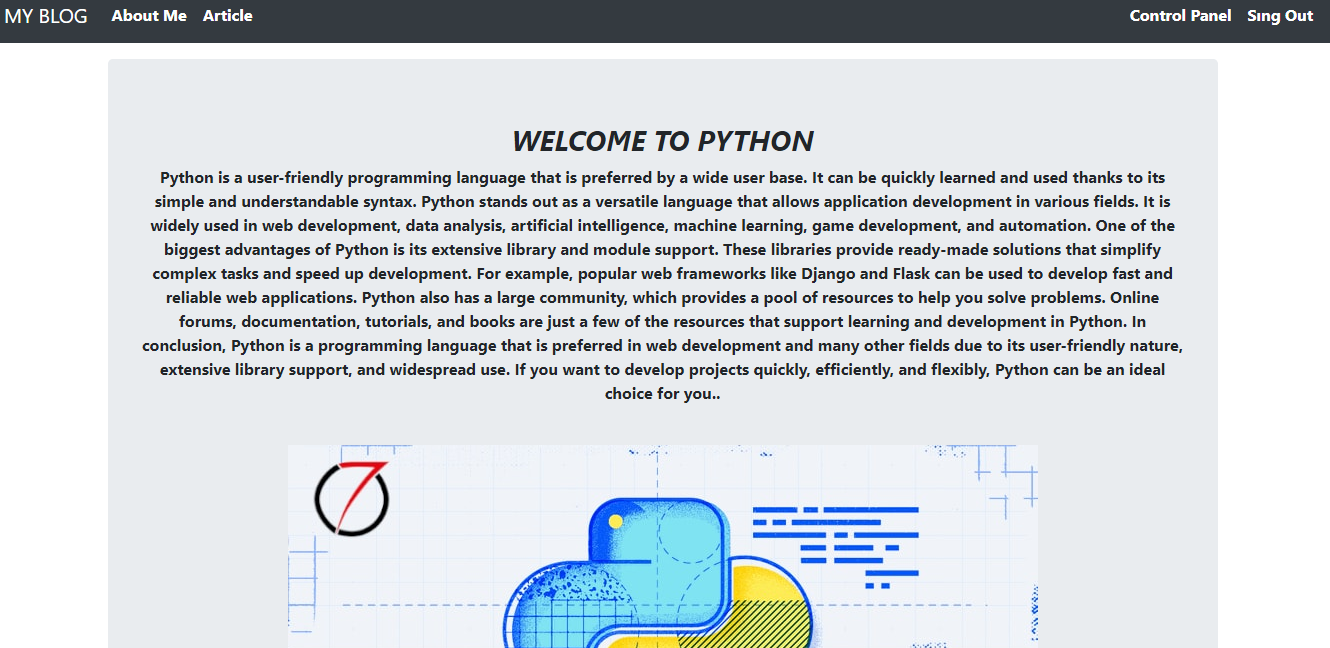 MY BLOG About Me Article Control Panel Sıng Out
WELCOME TO PYTHON
Python is a user-friendly programming language that is preferred by a wide user base. It can be quickly learned and used thanks to its
simple and understandable syntax. Python stands out as a versatile language that allows application development in various fields. It is
widely used in web development, data analysis, artificial intelligence, machine learning, game development, and automation. One of the
biggest advantages of Python is its extensive library and module support. These libraries provide ready-made solutions that simplify
complex tasks and speed up development. For example, popular web frameworks like Django and Flask can be used to develop fast and
reliable web applications. Python also has a large community, which provides a pool of resources to help you solve problems. Online
forums, documentation, tutorials, and books are just a few of the resources that support learning and development in Python. In
conclusion, Python is a programming language that is preferred in web development and many other fields due to its user-friendly nature,
extensive library support, and widespread use. If you want to develop projects quickly, efficiently, and flexibly, Python can be an ideal
choice for you..